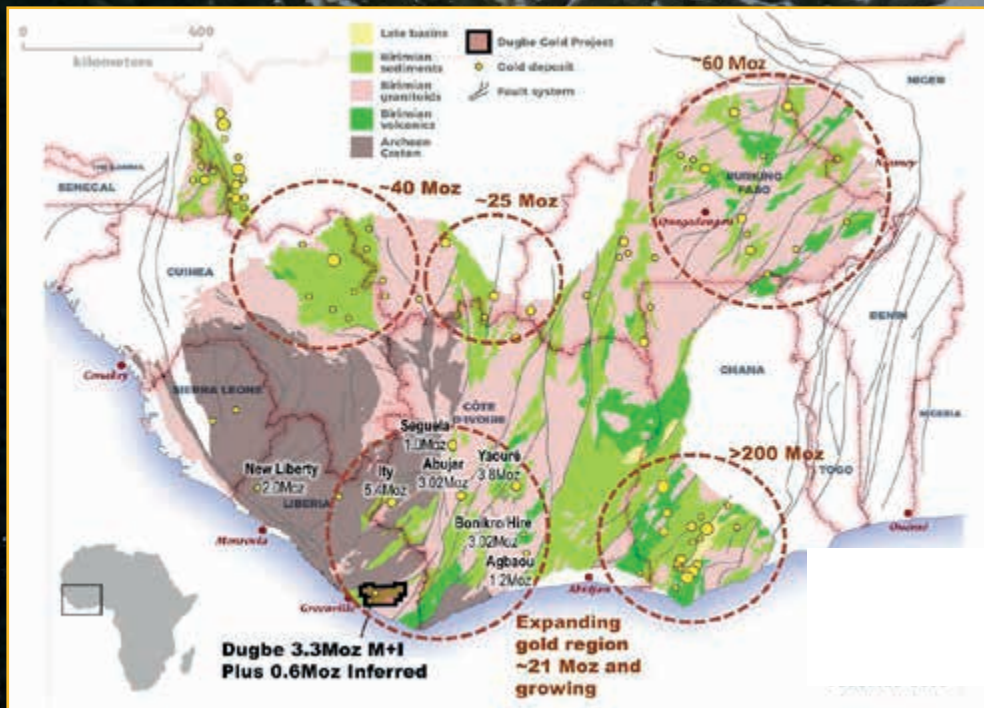 0 400
kilometers
Late basins
Birimian
sediments
Birimian
granitoids
Birimian
volcanics
Archean
Craton
Dugbe Gold Project
Gold deposit
Fault system
~60 Moz
NIGER
Niamey
BURKINA
FASO
Ouagadougou
SENEGAL
~40 Moz
~25 Moz
GUINEA
BENIN
Conakry
SIERRA LEONE
GHANA
CÔTE
D'IVOIRE
NIGERIA
TOGO
Seguela
1.0Moz
Abujar
3.02Moz
Yaouré
3.8Moz
>200 Moz
New Liberty
2.0Moz
Ity
5.4Moz
LIBERIA
Bonikro/Hire
3.02Moz
Agbaou
1.2Moz
Monrovia
Abidjan
Greenville
Dugbe 3.3Moz M+I
Plus 0.6Moz Inferred
Expanding
gold region
~21 Moz and
growing